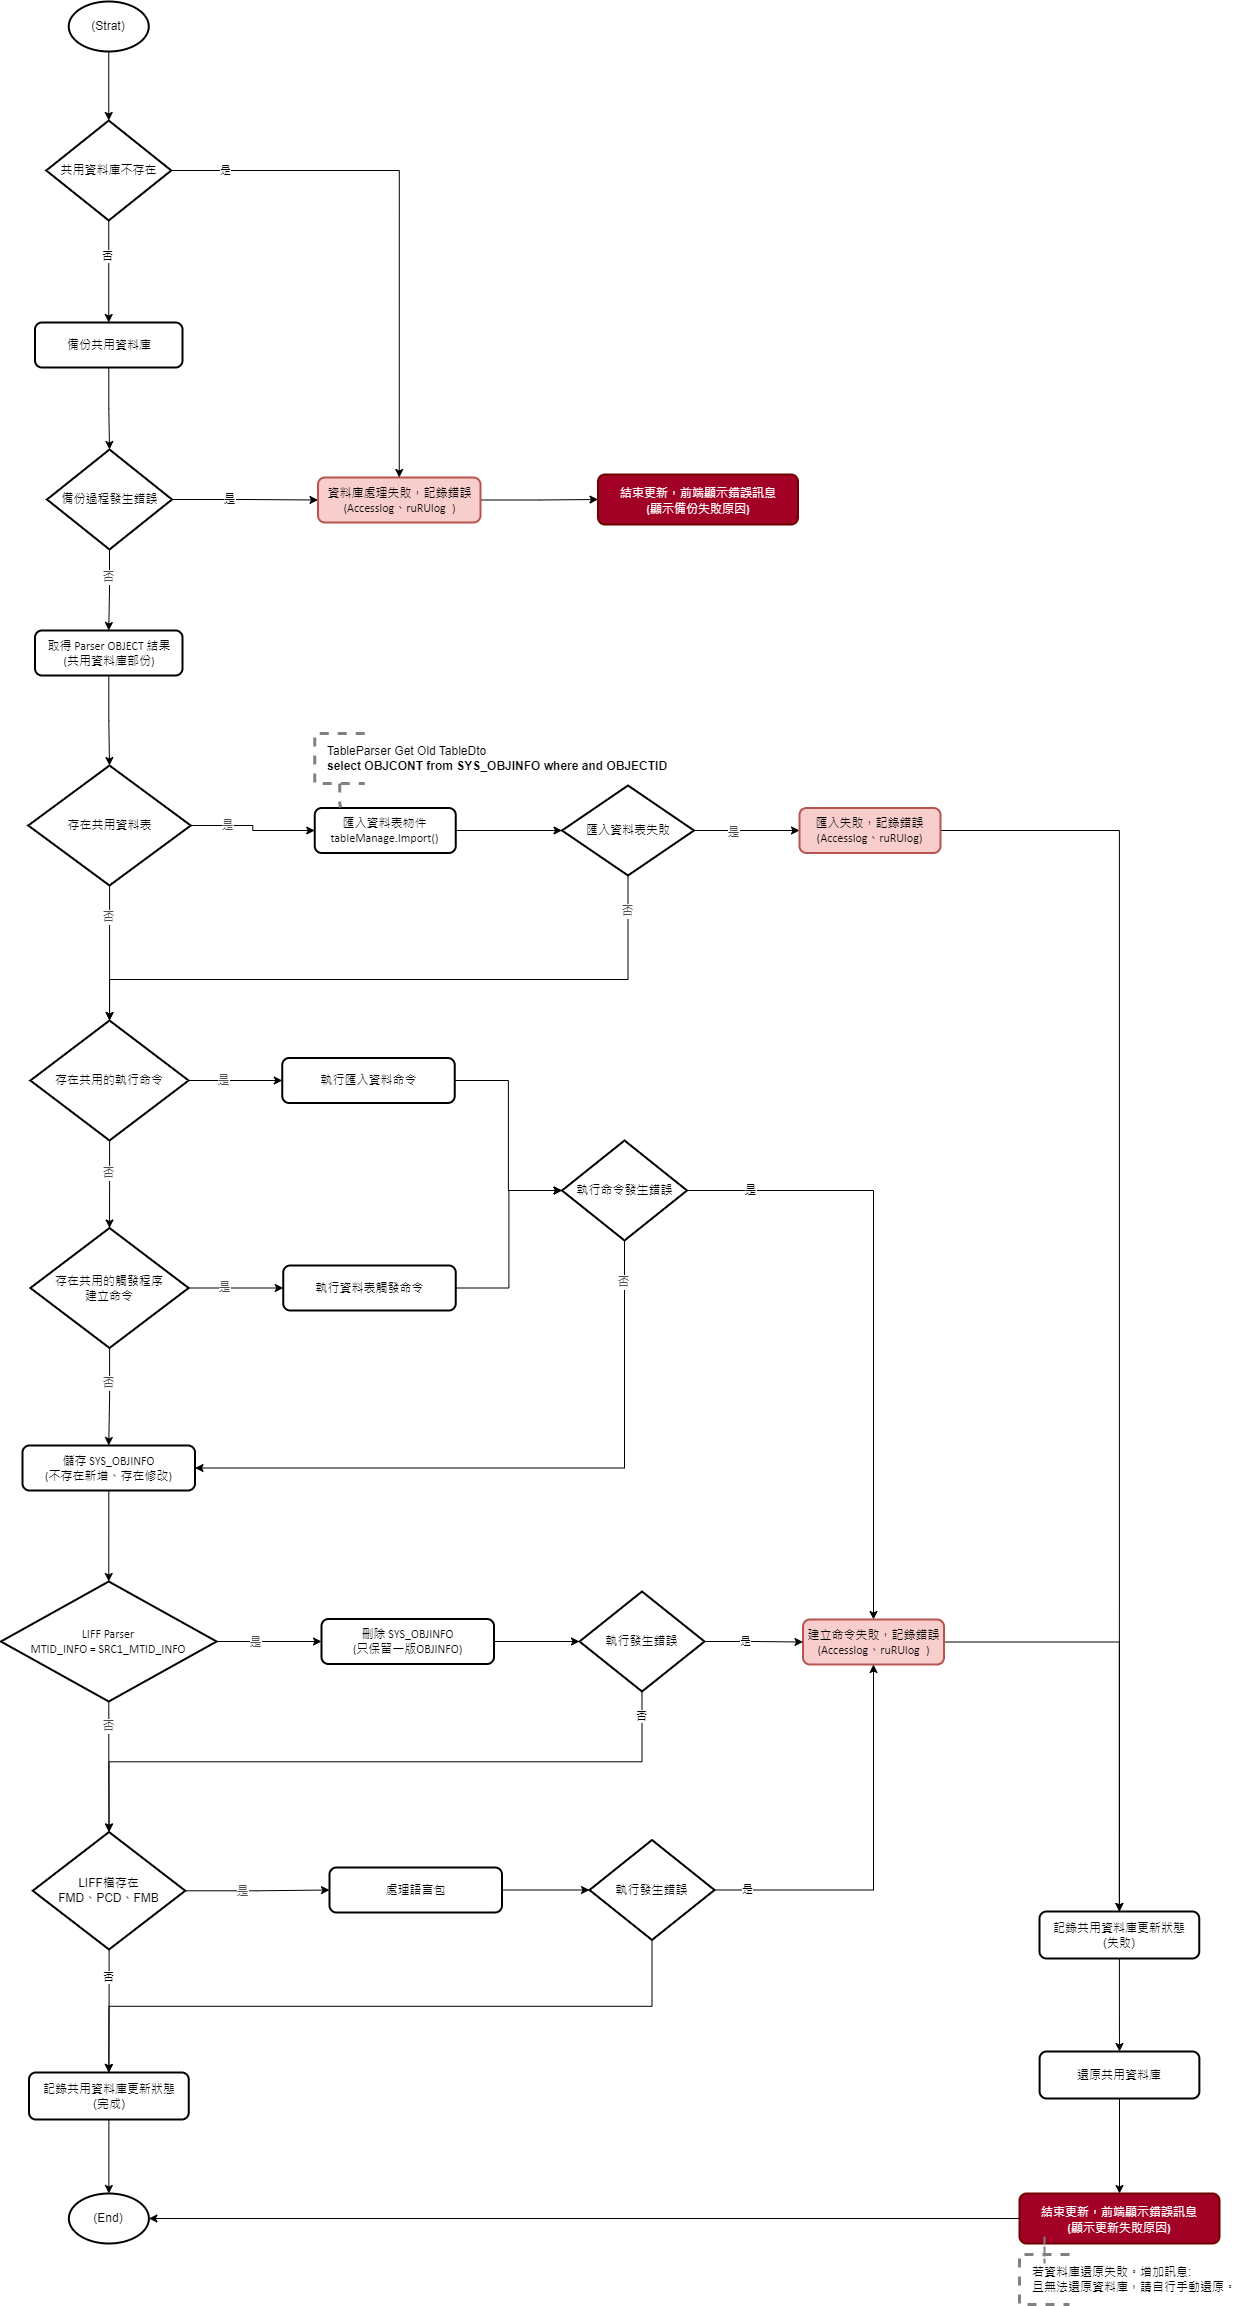 (Strat)
共用資料庫不存在
是
否
備份共用資料庫
備份過程發生錯誤
是
資料庫處理失敗，記錄錯誤
(Accesslog、ruRUlog  )
結束更新，前端顯示錯誤訊息
(顯示備份失敗原因)
否
取得 Parser OBJECT 結果
(共用資料庫部份)
TableParser Get Old TableDto
select OBJCONT from SYS_OBJINFO where and OBJECTID
存在共用資料表
是
匯入資料表物件
tableManage.Import()
匯入資料表失敗
是
匯入失敗，記錄錯誤
(Accesslog、ruRUlog)
否
否
存在共用的執行命令
是
執行匯入資料命令
否
執行命令發生錯誤
是
存在共用的觸發程序
建立命令
是
執行資料表觸發命令
否
否
儲存 SYS_OBJINFO
(不存在新增、存在修改)
LIFF Parser
MTID_INFO = SRC1_MTID_INFO
是
刪除 SYS_OBJINFO
(只保留一版OBJINFO)
執行發生錯誤
是
建立命令失敗，記錄錯誤
(Accesslog、ruRUlog  )
否
否
LIFF檔存在
FMD、PCD、FMB
是
處理語言包
執行發生錯誤
是
記錄共用資料庫更新狀態
(失敗)
否
還原共用資料庫
記錄共用資料庫更新狀態
(完成)
(End)
結束更新，前端顯示錯誤訊息
(顯示更新失敗原因)
若資料庫還原失敗。增加訊息:
且無法還原資料庫，請自行手動還原。